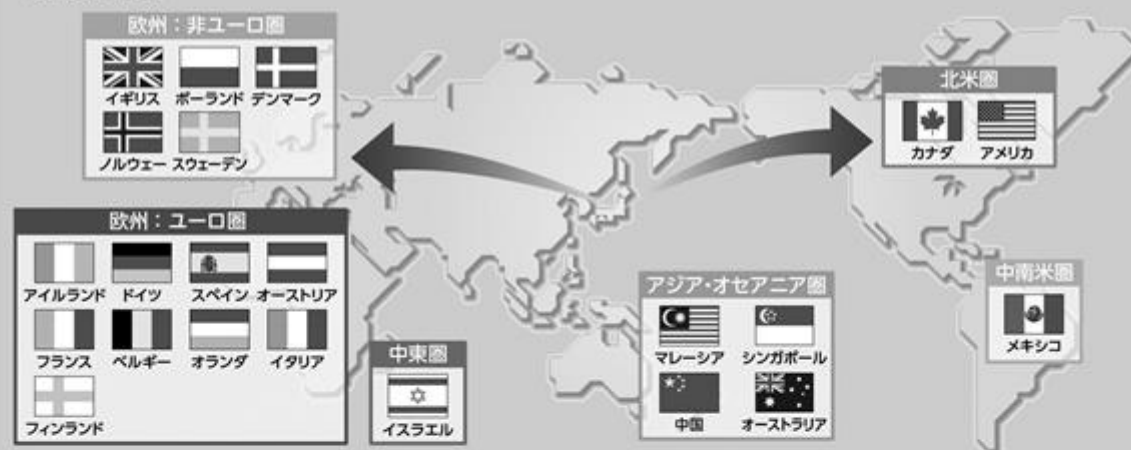 欧州：非ユーロ圏
イギリス ポーランド デンマーク
ノルウェー スウェーデン
北米圏
カナダ アメリカ
欧州：ユーロ圏
アイルランド ドイツ スペイン オーストリア
フランス ベルギー オランダ イタリア
フィンランド
中東圏
イスラエル
アジア・オセアニア圏
マレーシア シンガポール
中国 オーストラリア
中南米圏
メキシコ